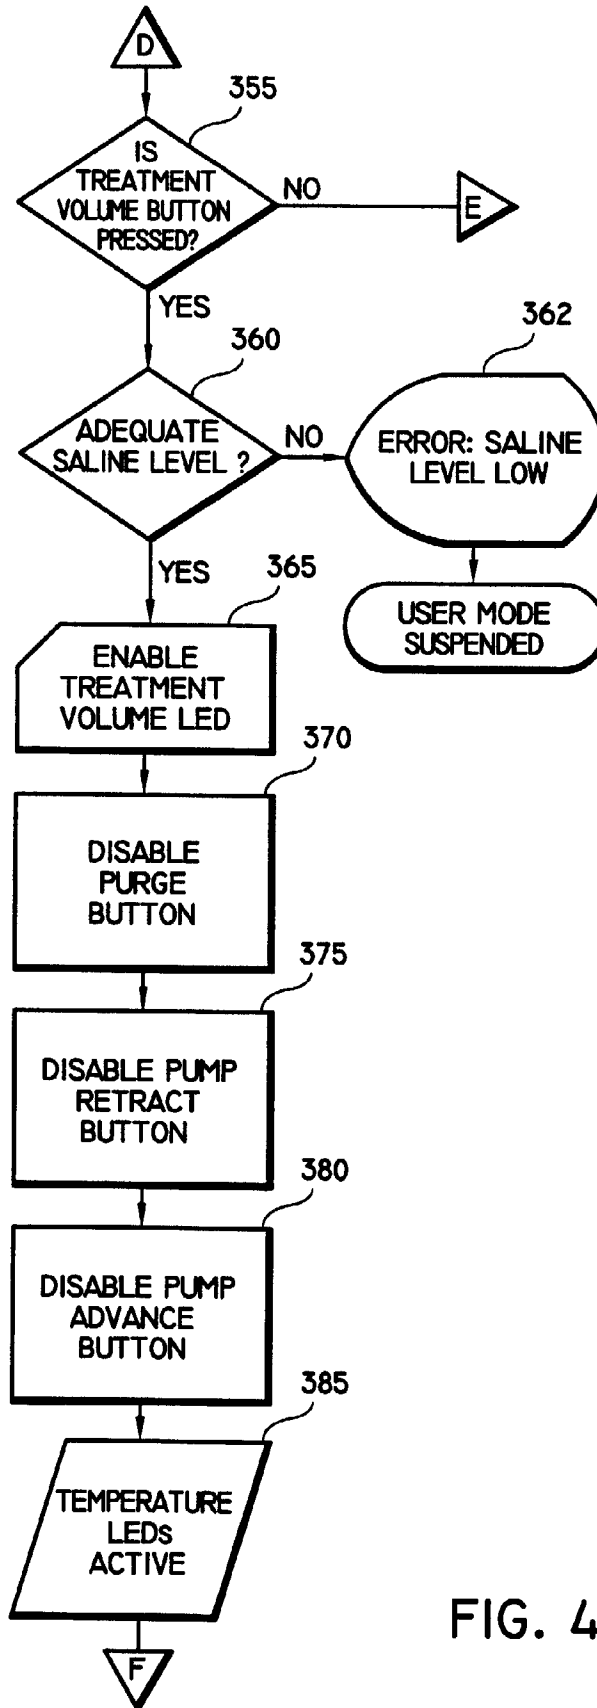 D
355
IS
TREATMENT
VOLUME BUTTON
PRESSED?
NO
E
YES
360
362
ADEQUATE
SALINE LEVEL ?
NO
ERROR: SALINE
LEVEL LOW
YES
365
USER MODE
SUSPENDED
ENABLE
TREATMENT
VOLUME LED
370
DISABLE
PURGE
BUTTON
375
DISABLE PUMP
RETRACT
BUTTON
380
DISABLE PUMP
ADVANCE
BUTTON
385
TEMPERATURE
LEDs
ACTIVE
FIG. 4
F